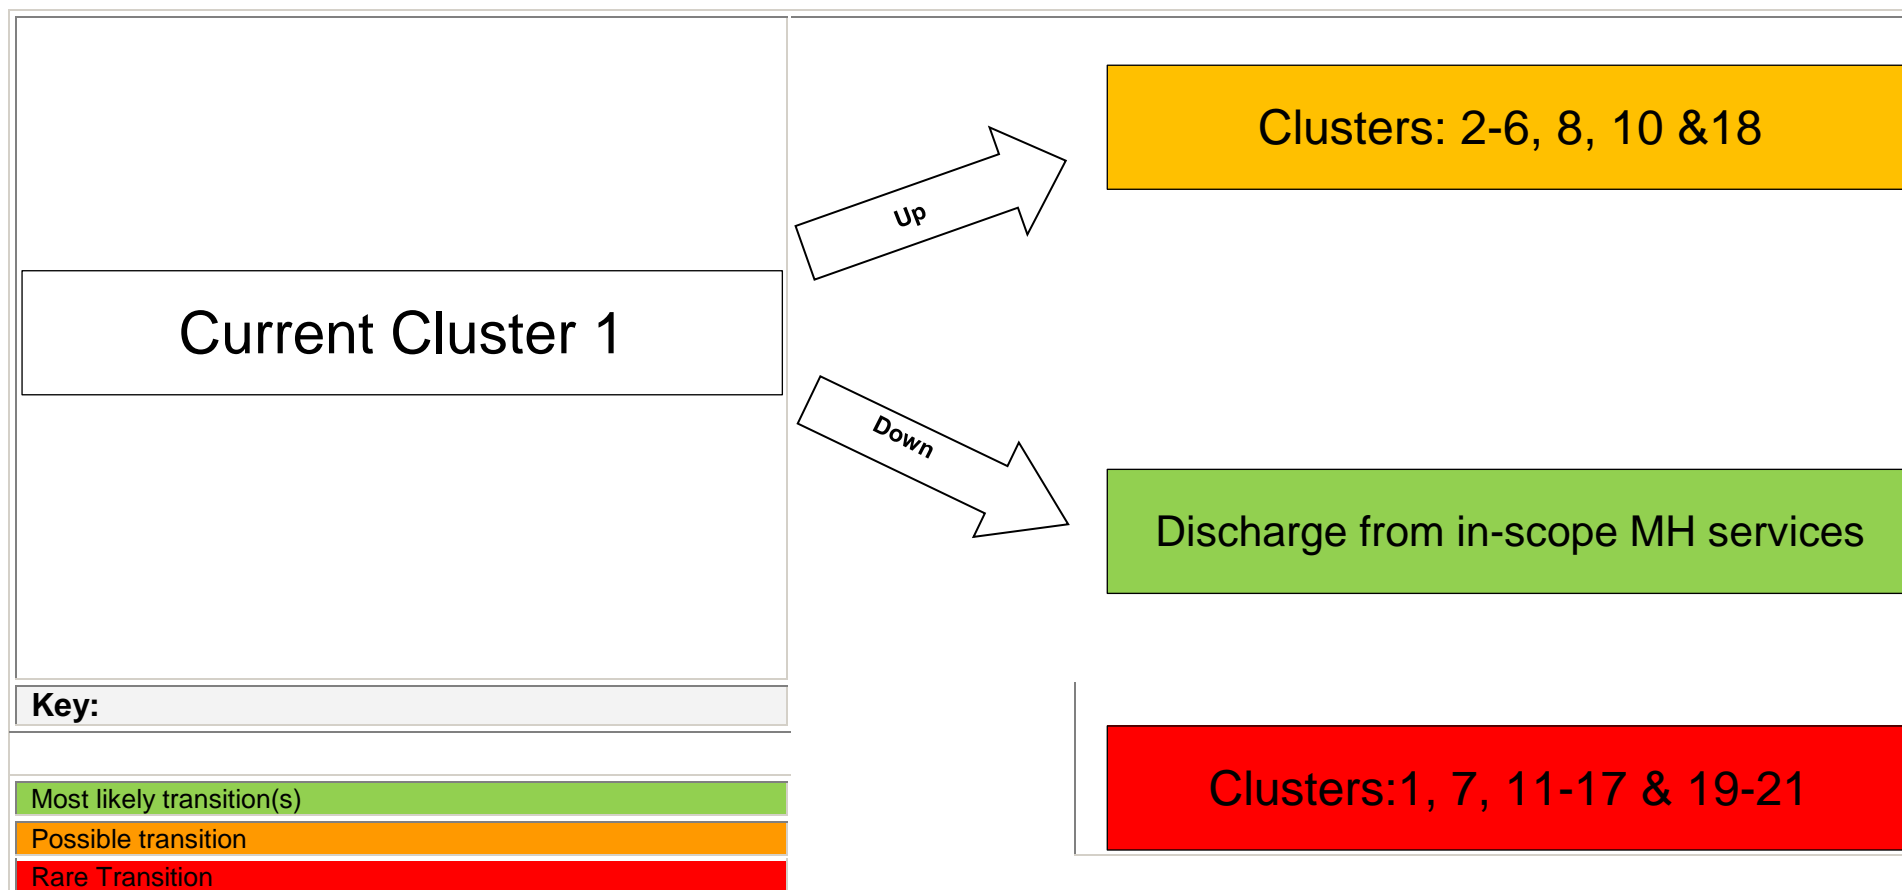 Clusters: 2-6, 8, 10 &18
Up
Current Cluster 1
Down
Discharge from in-scope MH services
Key:
Clusters:1, 7, 11-17 & 19-21
Most likely transition(s)
Possible transition
Rare Transition